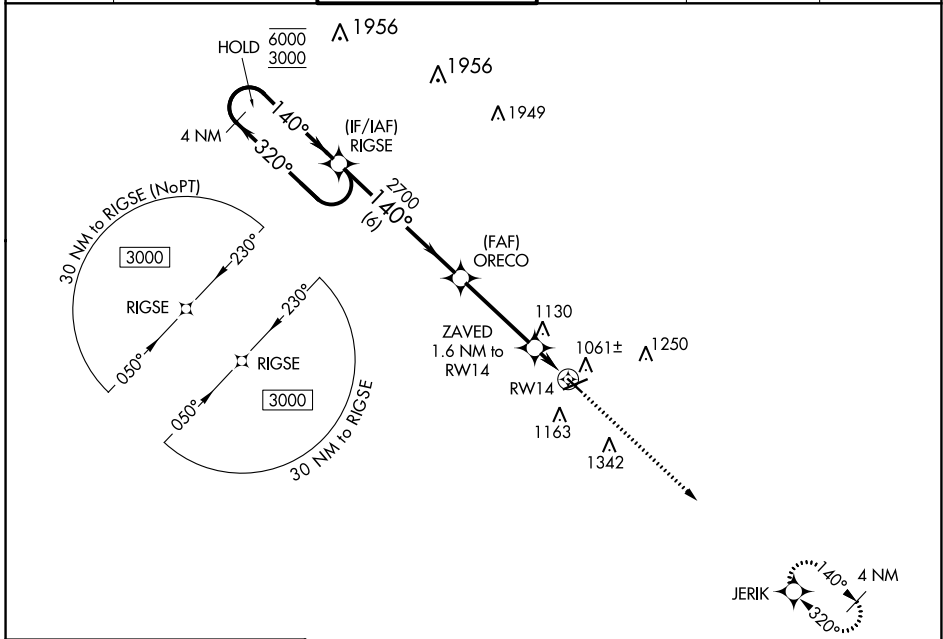 HOLD
6000
3000
1956
1956
1949
4 NM
140°
320°
(IF/IAF)
RIGSE
2700
140°
(6)
30 NM to RIGSE (NoPT)
3000
230°
RIGSE
050°
(FAF)
ORECO
230°
RIGSE
050°
3000
30 NM to RIGSE
ZAVED
1.6 NM to
RW14
1130
1061±
1250
RW14
1163
1342
JERIK
140°
4 NM
320°